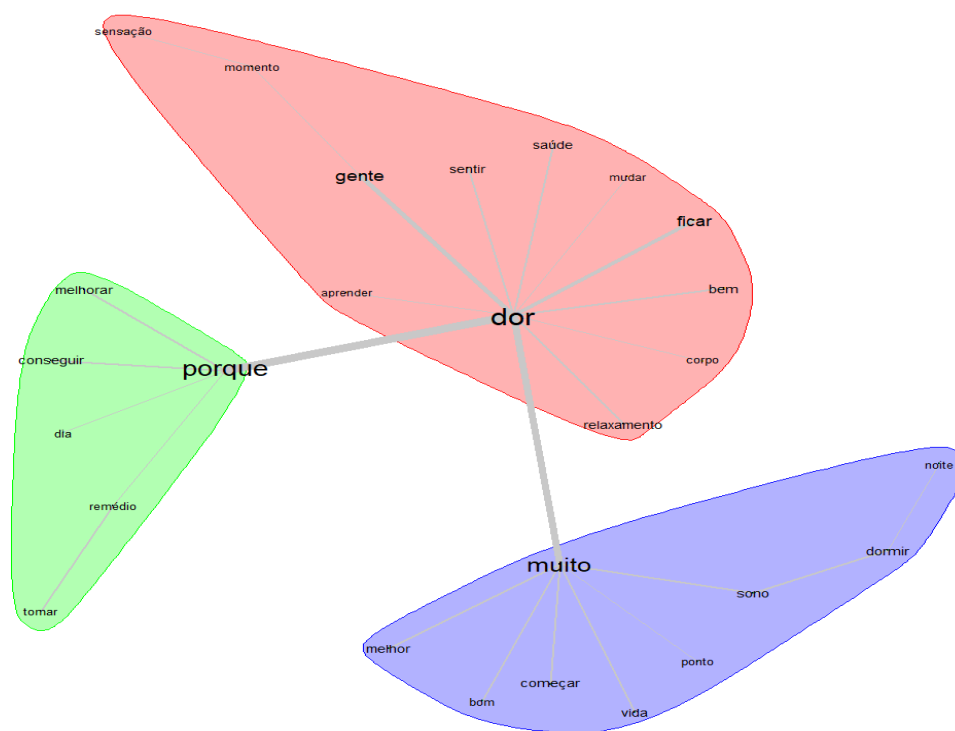 sensação
momento
saúde
sentir
gente
mudar
ficar
melhorar
aprender
bem
dor
conseguir
porque
corpo
dia
relaxamento
noite
remédio
dormir
muito
sono
tomar
melhor
ponto
começar
bom
vida